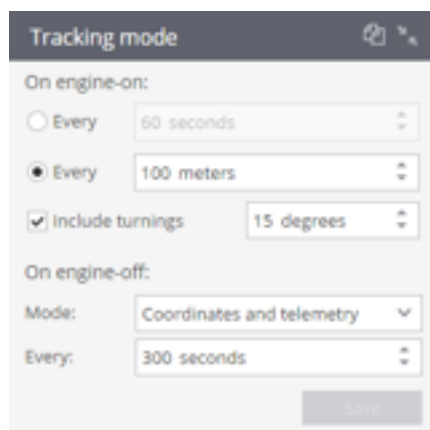 Tracking mode
On engine-on:
Every 60 seconds
Every 100 meters
Include turnings 15 degrees
On engine-off:
Mode: Coordinates and telemetry
Every: 300 seconds
Save